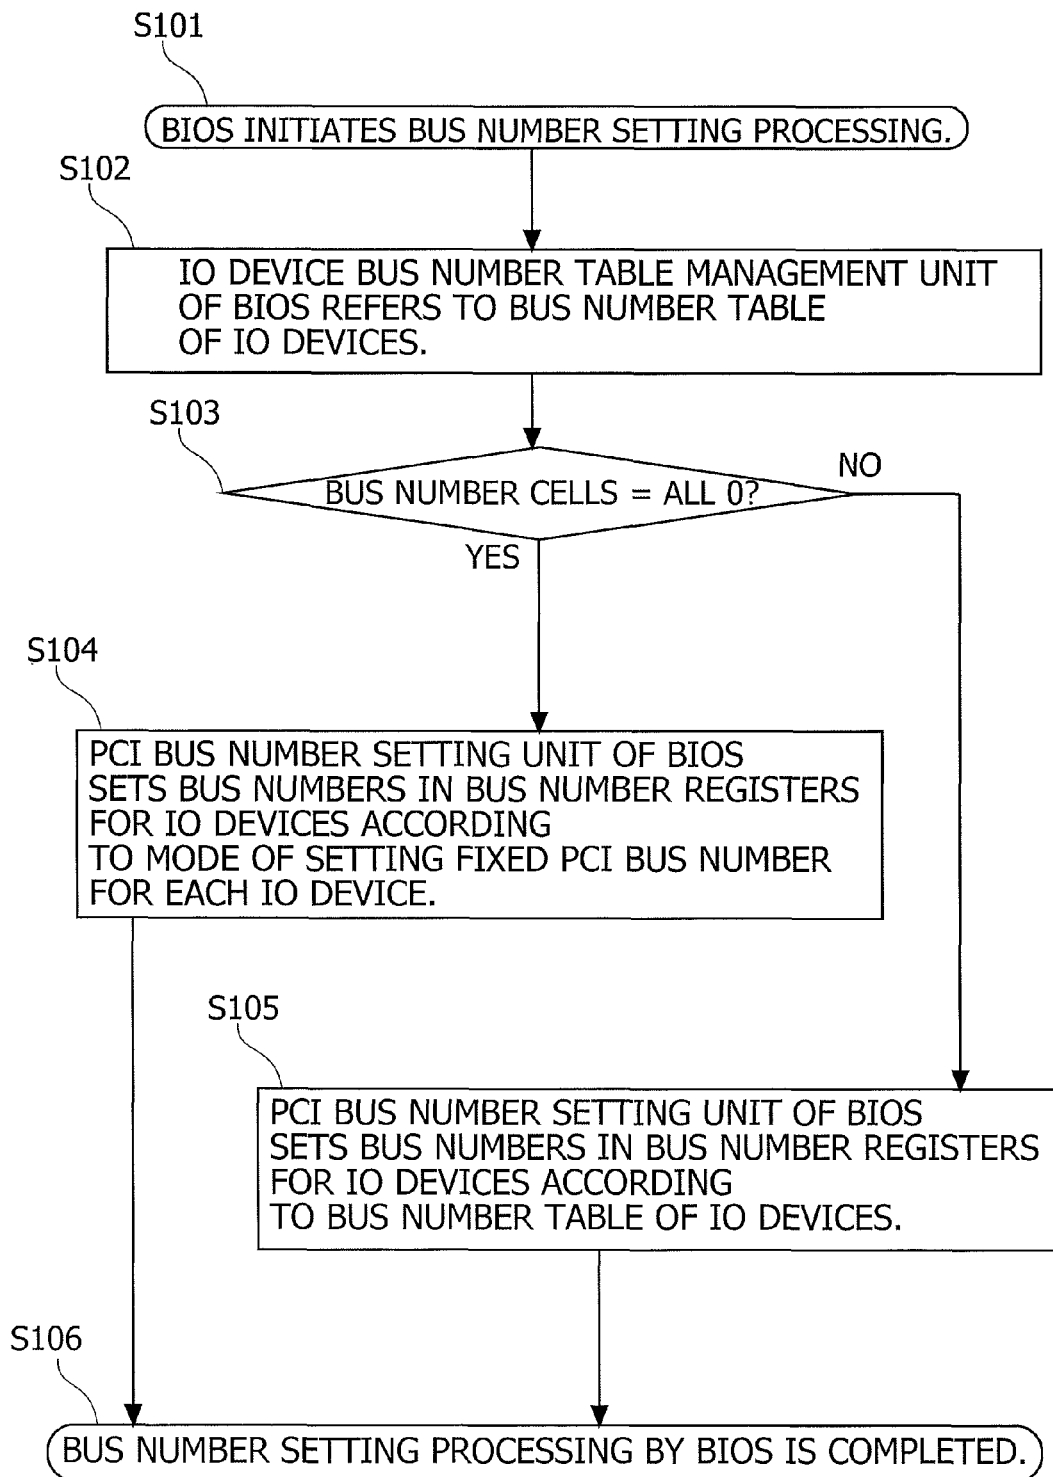 S101
BIOS INITIATES BUS NUMBER SETTING PROCESSING.
S102
IO DEVICE BUS NUMBER TABLE MANAGEMENT UNIT
OF BIOS REFERS TO BUS NUMBER TABLE
OF IO DEVICES.
S103
BUS NUMBER CELLS = ALL 0?
NO
YES
S104
PCI BUS NUMBER SETTING UNIT OF BIOS
SETS BUS NUMBERS IN BUS NUMBER REGISTERS
FOR IO DEVICES ACCORDING
TO MODE OF SETTING FIXED PCI BUS NUMBER
FOR EACH IO DEVICE.
S105
PCI BUS NUMBER SETTING UNIT OF BIOS
SETS BUS NUMBERS IN BUS NUMBER REGISTERS
FOR IO DEVICES ACCORDING
TO BUS NUMBER TABLE OF IO DEVICES.
S106
BUS NUMBER SETTING PROCESSING BY BIOS IS COMPLETED.